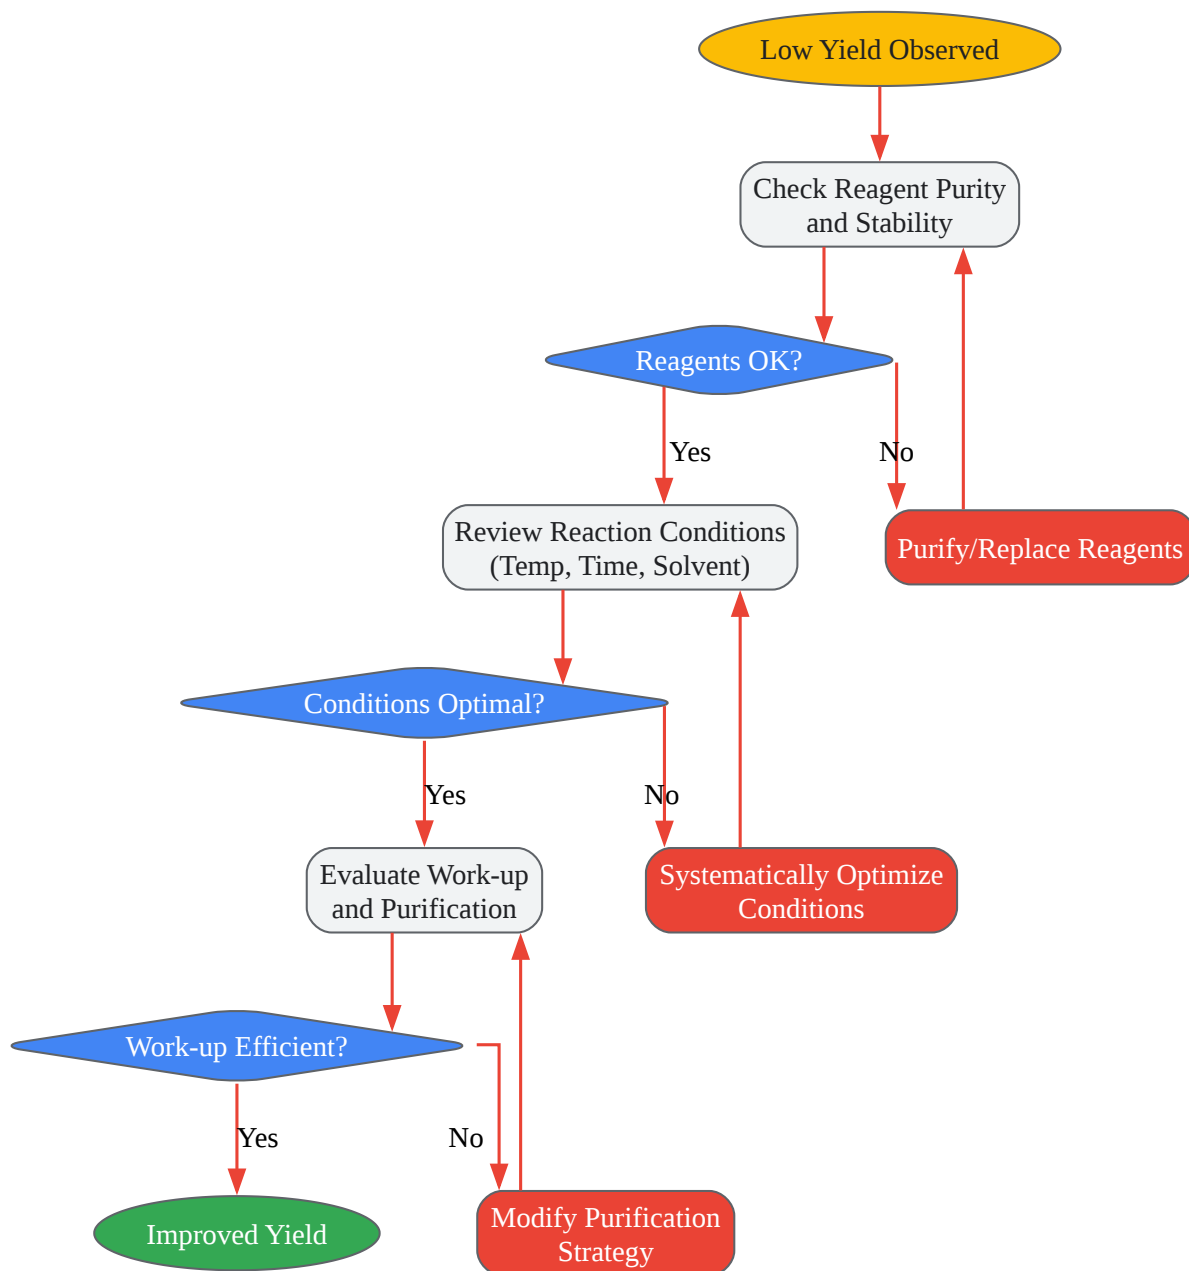 Low Yield Observed
Check Reagent Purity
and Stability
Reagents OK?
Yes
No
Review Reaction Conditions
(Temp, Time, Solvent)
Purify/Replace Reagents
Conditions Optimal?
Yes
No
Evaluate Work-up
and Purification
Systematically Optimize
Conditions
Work-up Efficient?
Yes
No
Improved Yield
Modify Purification
Strategy